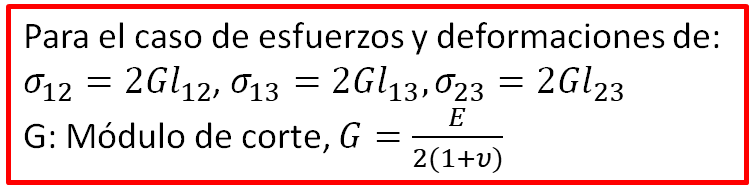 Para el caso de esfuerzos y deformaciones de:
𝜎₁₂ = 2𝐺𝑙₁₂, 𝜎₁₃ = 2𝐺𝑙₁₃, 𝜎₂₃ = 2𝐺𝑙₂₃
G: Módulo de corte, 𝐺 = 𝐸/2(1+𝜐)